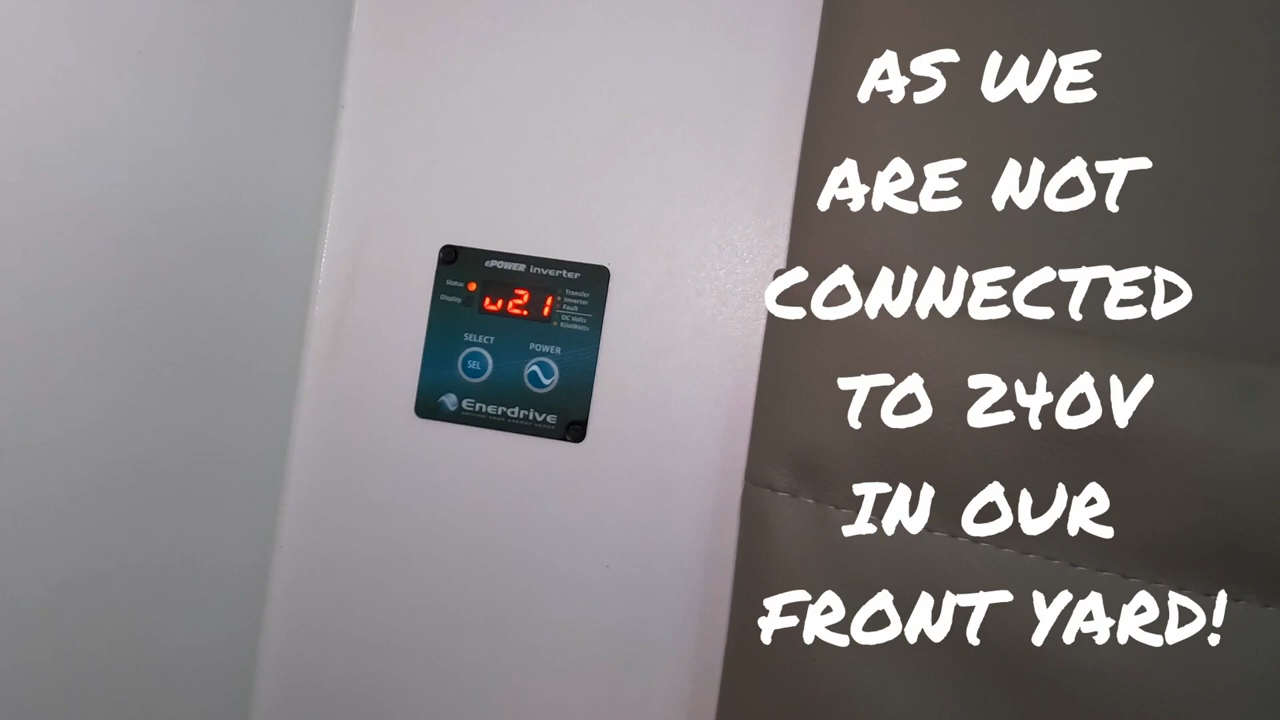 AS WE
ARE NOT
CONNECTED
TO 240V
IN OUR
FRONT YARD!
ePOWER inverter
Status
Display
u2.1
Transfer
Inverter
Fault
DC Volts
KiloWatts
SELECT
POWER
SEL
Enerdrive